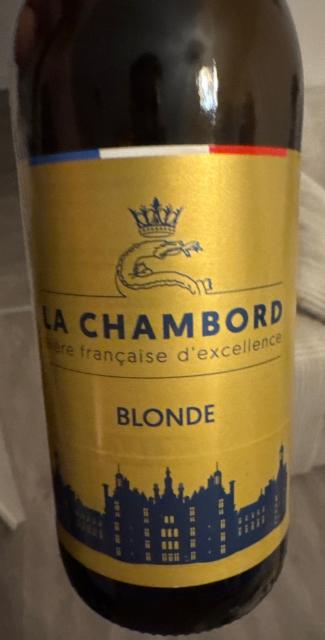 LA CHAMBORD
bière française d'excellence
BLONDE